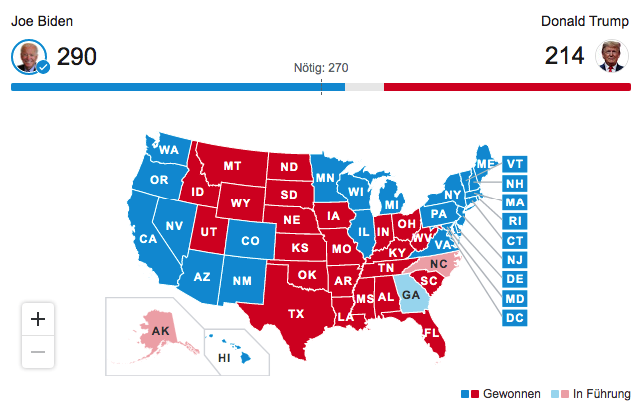 Joe Biden
Donald Trump
290
214
Nötig: 270
WA
MT
ND
MN
ME
VT
OR
ID
SD
WI
NY
NH
WY
MI
MA
NE
IA
PA
RI
NV
UT
CO
IL
IN
OH
CT
CA
KS
MO
WV
VA
NJ
KY
AZ
NM
OK
AR
TN
NC
DE
SC
MD
TX
MS
AL
GA
LA
DC
FL
+
AK
HI
−
Gewonnen
In Führung